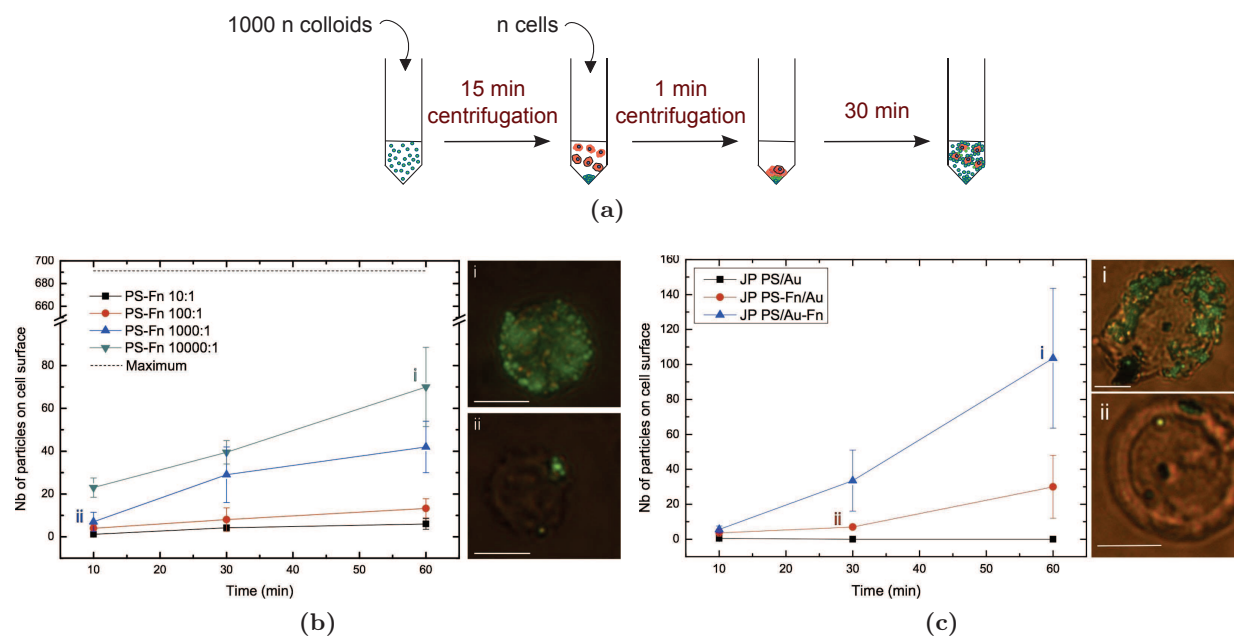 1000 n colloids
n cells
15 min
centrifugation
1 min
centrifugation
30 min
(a)
700
680
660
80
60
40
20
0
10
20
30
40
50
60
Nb of particles on cell surface
Time (min)
PS-Fn 10:1
PS-Fn 100:1
PS-Fn 1000:1
PS-Fn 10000:1
Maximum
i
ii
i
ii
(b)
160
140
120
100
80
60
40
20
0
10
20
30
40
50
60
Nb of particles on cell surface
Time (min)
JP PS/Au
JP PS-Fn/Au
JP PS/Au-Fn
i
ii
i
ii
(c)